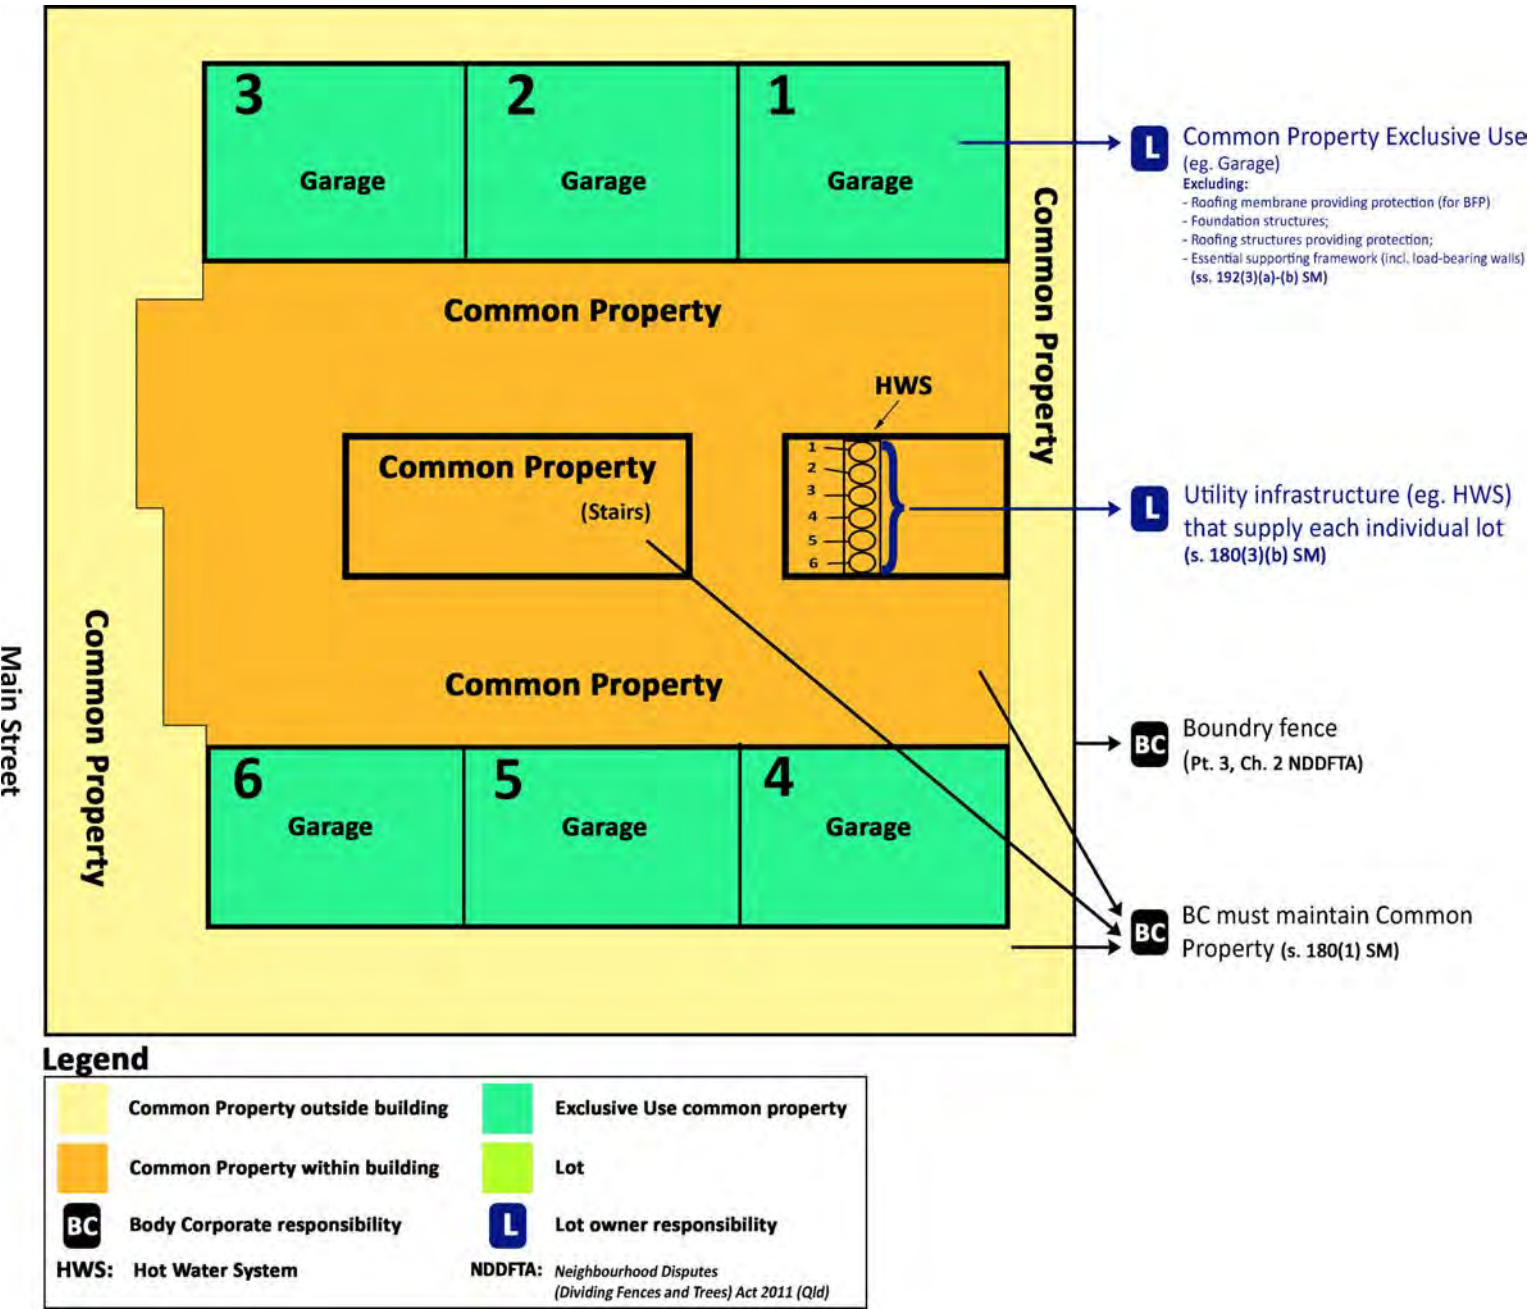 3
2
1
Garage
Garage
Garage
Common Property
HWS
1
2
3
4
5
6
Common Property
(Stairs)
Common Property
6
5
4
Garage
Garage
Garage
Common Property
Common Property
Main Street
L
Common Property Exclusive Use
(eg. Garage)
Excluding:
- Roofing membrane providing protection (for BFP)
- Foundation structures;
- Roofing structures providing protection;
- Essential supporting framework (incl. load-bearing walls)
(ss. 192(3)(a)-(b) SM)
L
Utility infrastructure (eg. HWS)
that supply each individual lot
(s. 180(3)(b) SM)
BC
Boundry fence
(Pt. 3, Ch. 2 NDDFTA)
BC
BC must maintain Common
Property (s. 180(1) SM)
Legend
Common Property outside building
Exclusive Use common property
Common Property within building
Lot
BC Body Corporate responsibility
L Lot owner responsibility
HWS: Hot Water System
NDDFTA: Neighbourhood Disputes
(Dividing Fences and Trees) Act 2011 (Qld)